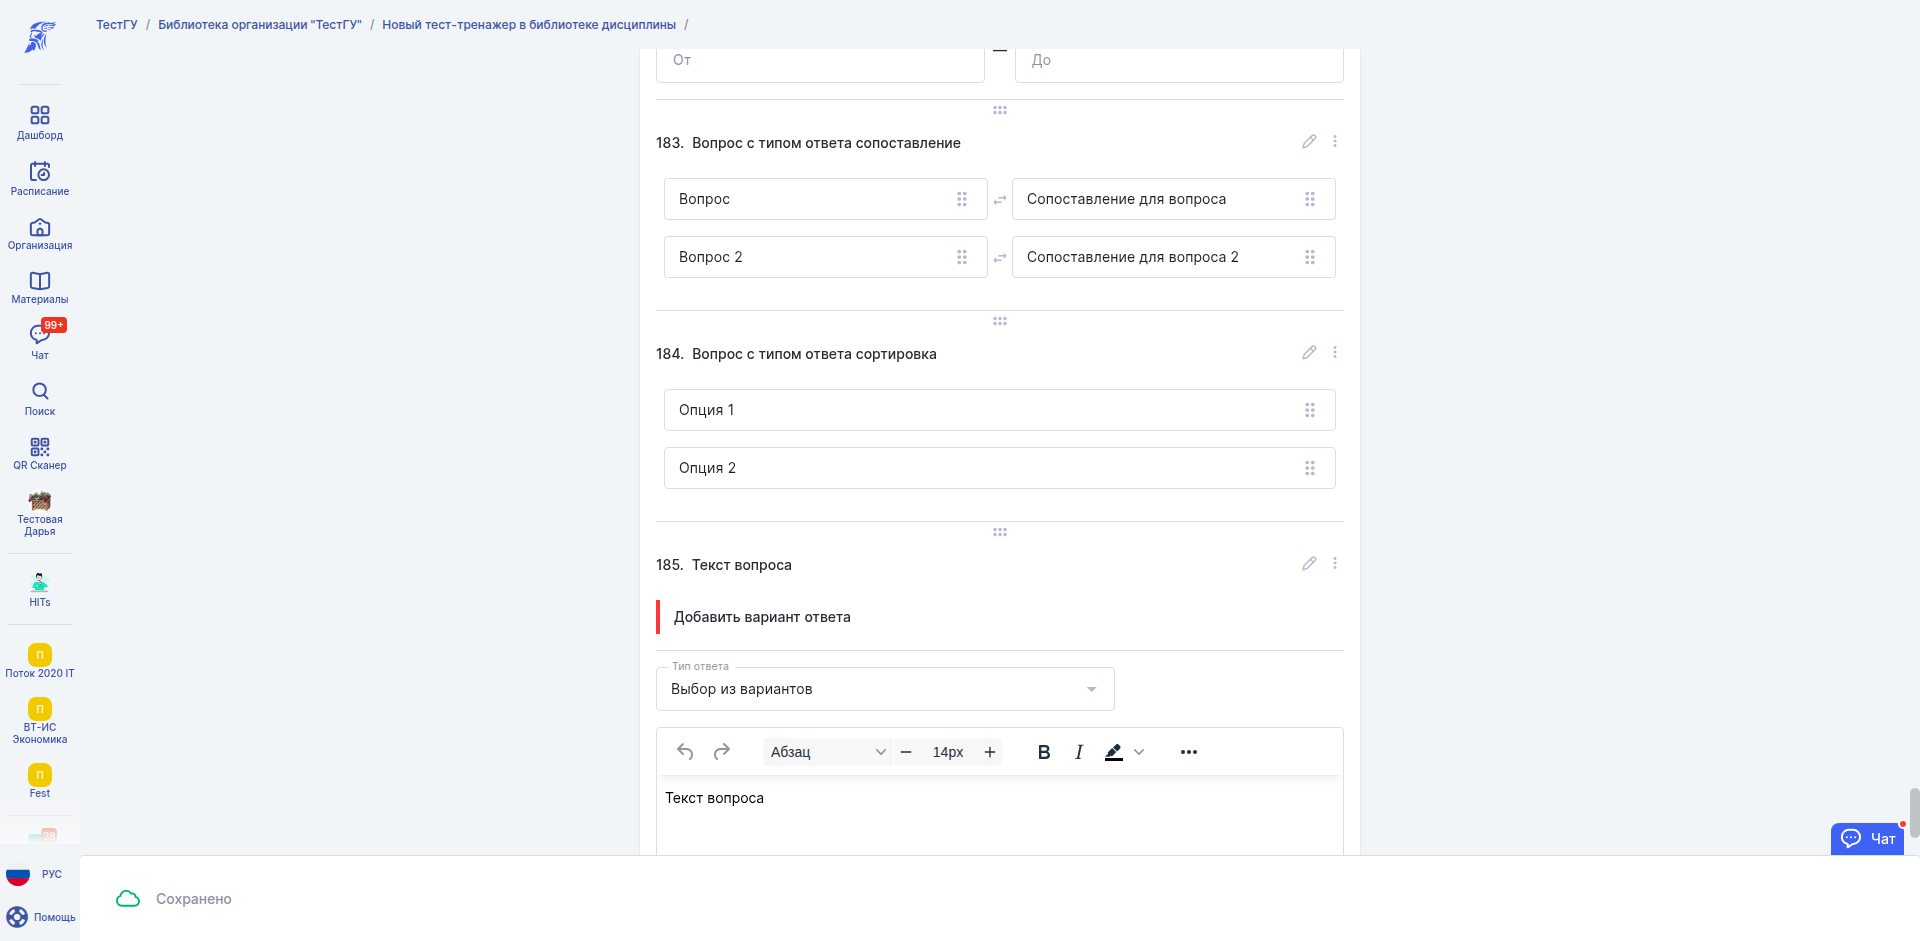 ТестГУ / Библиотека организации "ТестГУ" / Новый тест-тренажер в библиотеке дисциплины /
Дашборд
Расписание
Организация
Материалы
99+
Чат
Поиск
QR Сканер
Тестовая
Дарья
HITs
П
Поток 2020 IT
П
ВТ-ИС
Экономика
П
Fest
28
РУС
Помощь
От — До
183. Вопрос с типом ответа сопоставление
Вопрос Сопоставление для вопроса
Вопрос 2 Сопоставление для вопроса 2
184. Вопрос с типом ответа сортировка
Опция 1
Опция 2
185. Текст вопроса
Добавить вариант ответа
Тип ответа
Выбор из вариантов
Абзац − 14px + B I
Текст вопроса
Чат
Сохранено